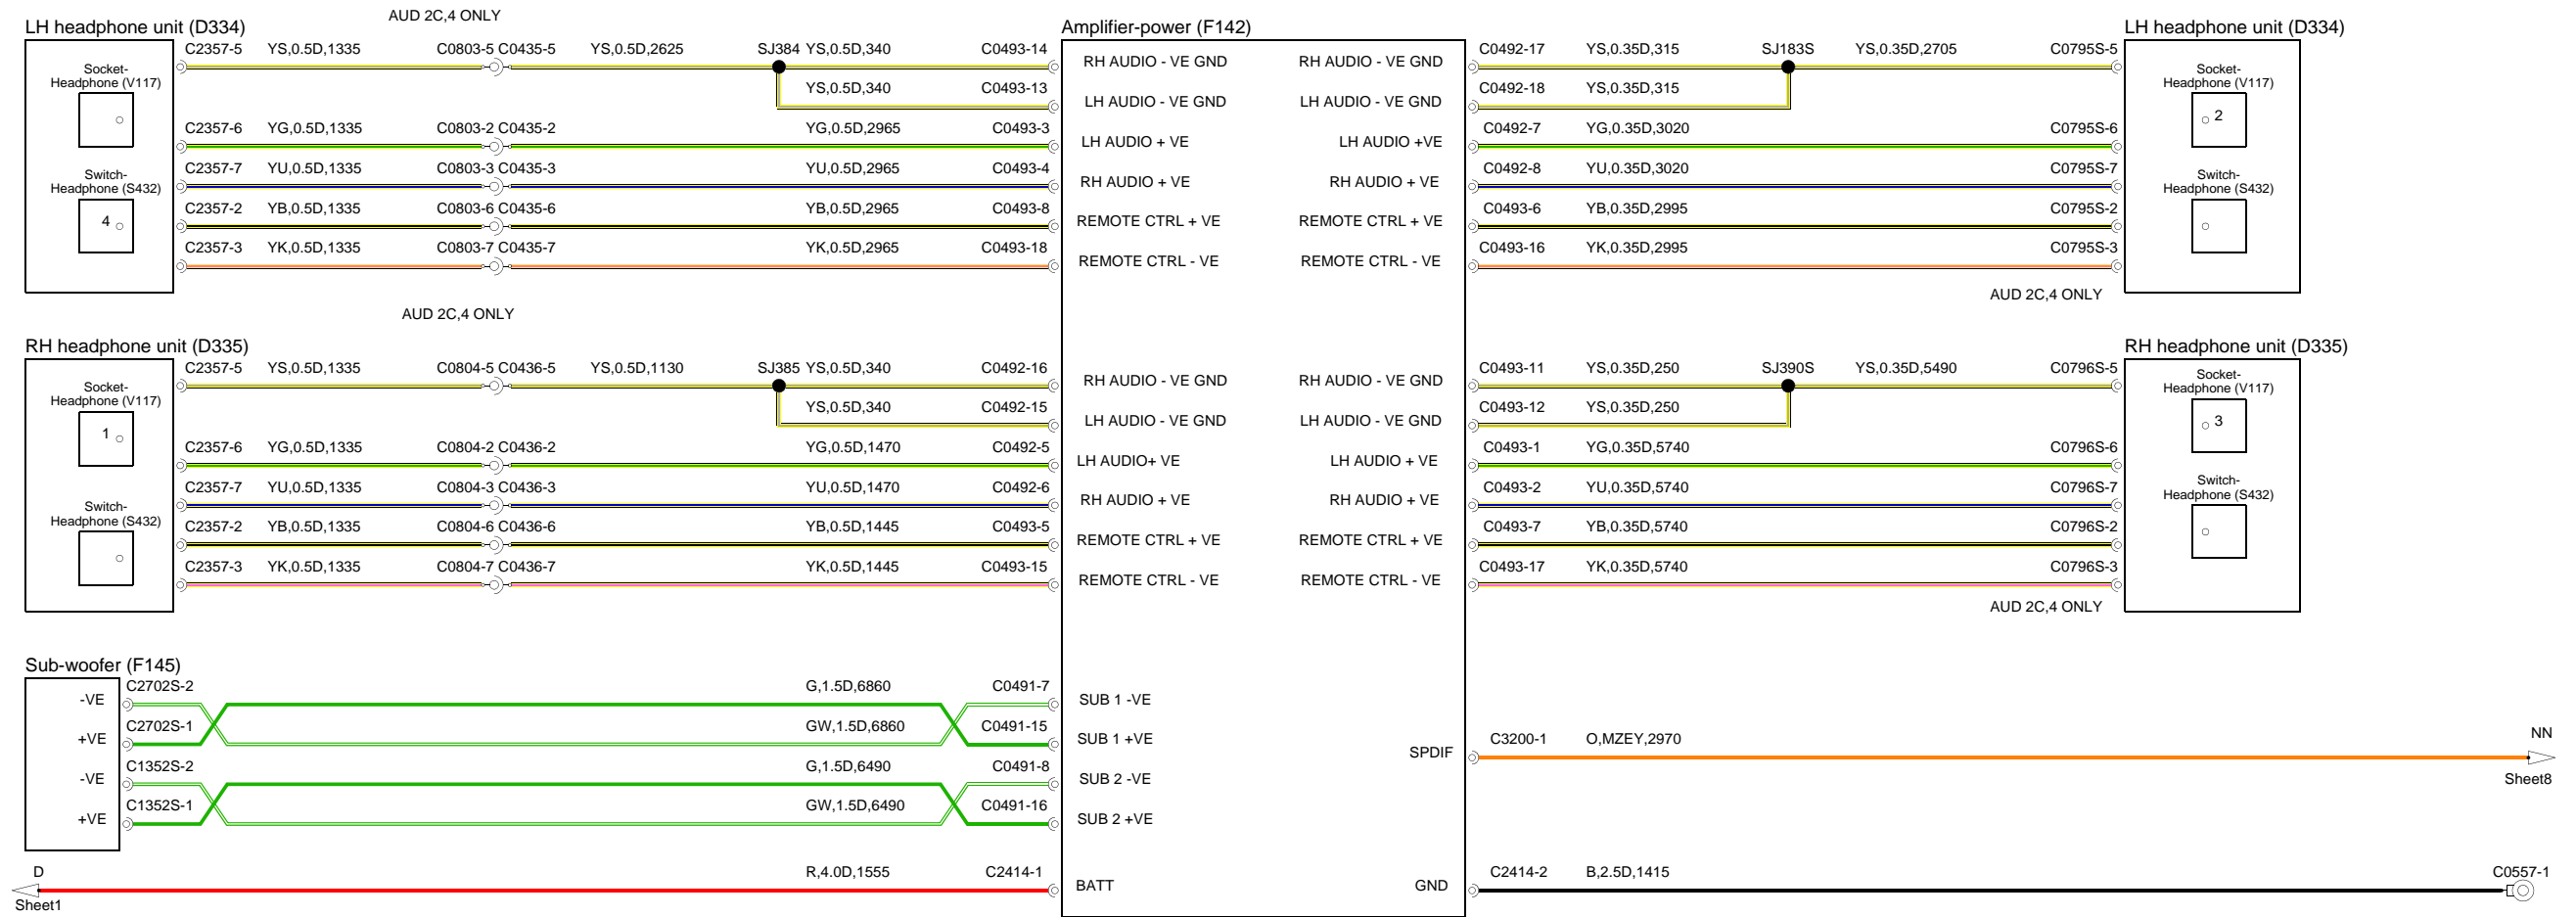 AUD 2C,4 ONLY
LH headphone unit (D334) Amplifier-power (F142) LH headphone unit (D334)
C2357-5 YS,0.5D,1335 C0803-5 C0435-5 YS,0.5D,2625 SJ384 YS,0.5D,340 C0493-14 C0492-17 YS,0.35D,315 SJ183S YS,0.35D,2705 C0795S-5
RH AUDIO - VE GND RH AUDIO - VE GND
Socket-
Headphone (V117)
Socket-
Headphone (V117)
YS,0.5D,340 C0493-13 C0492-18 YS,0.35D,315
LH AUDIO - VE GND LH AUDIO - VE GND
2
C2357-6 YG,0.5D,1335 C0803-2 C0435-2 YG,0.5D,2965 C0493-3 C0492-7 YG,0.35D,3020 C0795S-6
LH AUDIO + VE LH AUDIO +VE
C2357-7 YU,0.5D,1335 C0803-3 C0435-3 YU,0.5D,2965 C0493-4 C0492-8 YU,0.35D,3020 C0795S-7
Switch-
Headphone (S432)
RH AUDIO + VE RH AUDIO + VE
Switch-
Headphone (S432)
C2357-2 YB,0.5D,1335 C0803-6 C0435-6 YB,0.5D,2965 C0493-8 C0493-6 YB,0.35D,2995 C0795S-2
4 REMOTE CTRL + VE REMOTE CTRL + VE
C2357-3 YK,0.5D,1335 C0803-7 C0435-7 YK,0.5D,2965 C0493-18 C0493-16 YK,0.35D,2995 C0795S-3
REMOTE CTRL - VE REMOTE CTRL - VE
AUD 2C,4 ONLY
AUD 2C,4 ONLY
RH headphone unit (D335) RH headphone unit (D335)
C2357-5 YS,0.5D,1335 C0804-5 C0436-5 YS,0.5D,1130 SJ385 YS,0.5D,340 C0492-16 C0493-11 YS,0.35D,250 SJ390S YS,0.35D,5490 C0796S-5
RH AUDIO - VE GND RH AUDIO - VE GND
Socket-
Headphone (V117)
Socket-
Headphone (V117)
YS,0.5D,340 C0492-15 C0493-12 YS,0.35D,250
LH AUDIO - VE GND LH AUDIO - VE GND
1
3
C2357-6 YG,0.5D,1335 C0804-2 C0436-2 YG,0.5D,1470 C0492-5 C0493-1 YG,0.35D,5740 C0796S-6
LH AUDIO+ VE LH AUDIO + VE
C2357-7 YU,0.5D,1335 C0804-3 C0436-3 YU,0.5D,1470 C0492-6 C0493-2 YU,0.35D,5740 C0796S-7
RH AUDIO + VE RH AUDIO + VE
Switch-
Headphone (S432)
Switch-
Headphone (S432)
C2357-2 YB,0.5D,1335 C0804-6 C0436-6 YB,0.5D,1445 C0493-5 C0493-7 YB,0.35D,5740 C0796S-2
REMOTE CTRL + VE REMOTE CTRL + VE
C2357-3 YK,0.5D,1335 C0804-7 C0436-7 YK,0.5D,1445 C0493-15 C0493-17 YK,0.35D,5740 C0796S-3
REMOTE CTRL - VE REMOTE CTRL - VE
AUD 2C,4 ONLY
Sub-woofer (F145)
C2702S-2 G,1.5D,6860 C0491-7
-VE SUB 1 -VE
C2702S-1 GW,1.5D,6860 C0491-15
+VE SUB 1 +VE
C3200-1 O,MZEY,2970 NN
SPDIF
C1352S-2 G,1.5D,6490 C0491-8
-VE SUB 2 -VE Sheet8
C1352S-1 GW,1.5D,6490 C0491-16
+VE SUB 2 +VE
D R,4.0D,1555 C2414-1 C2414-2 B,2.5D,1415 C0557-1
BATT GND
Sheet1